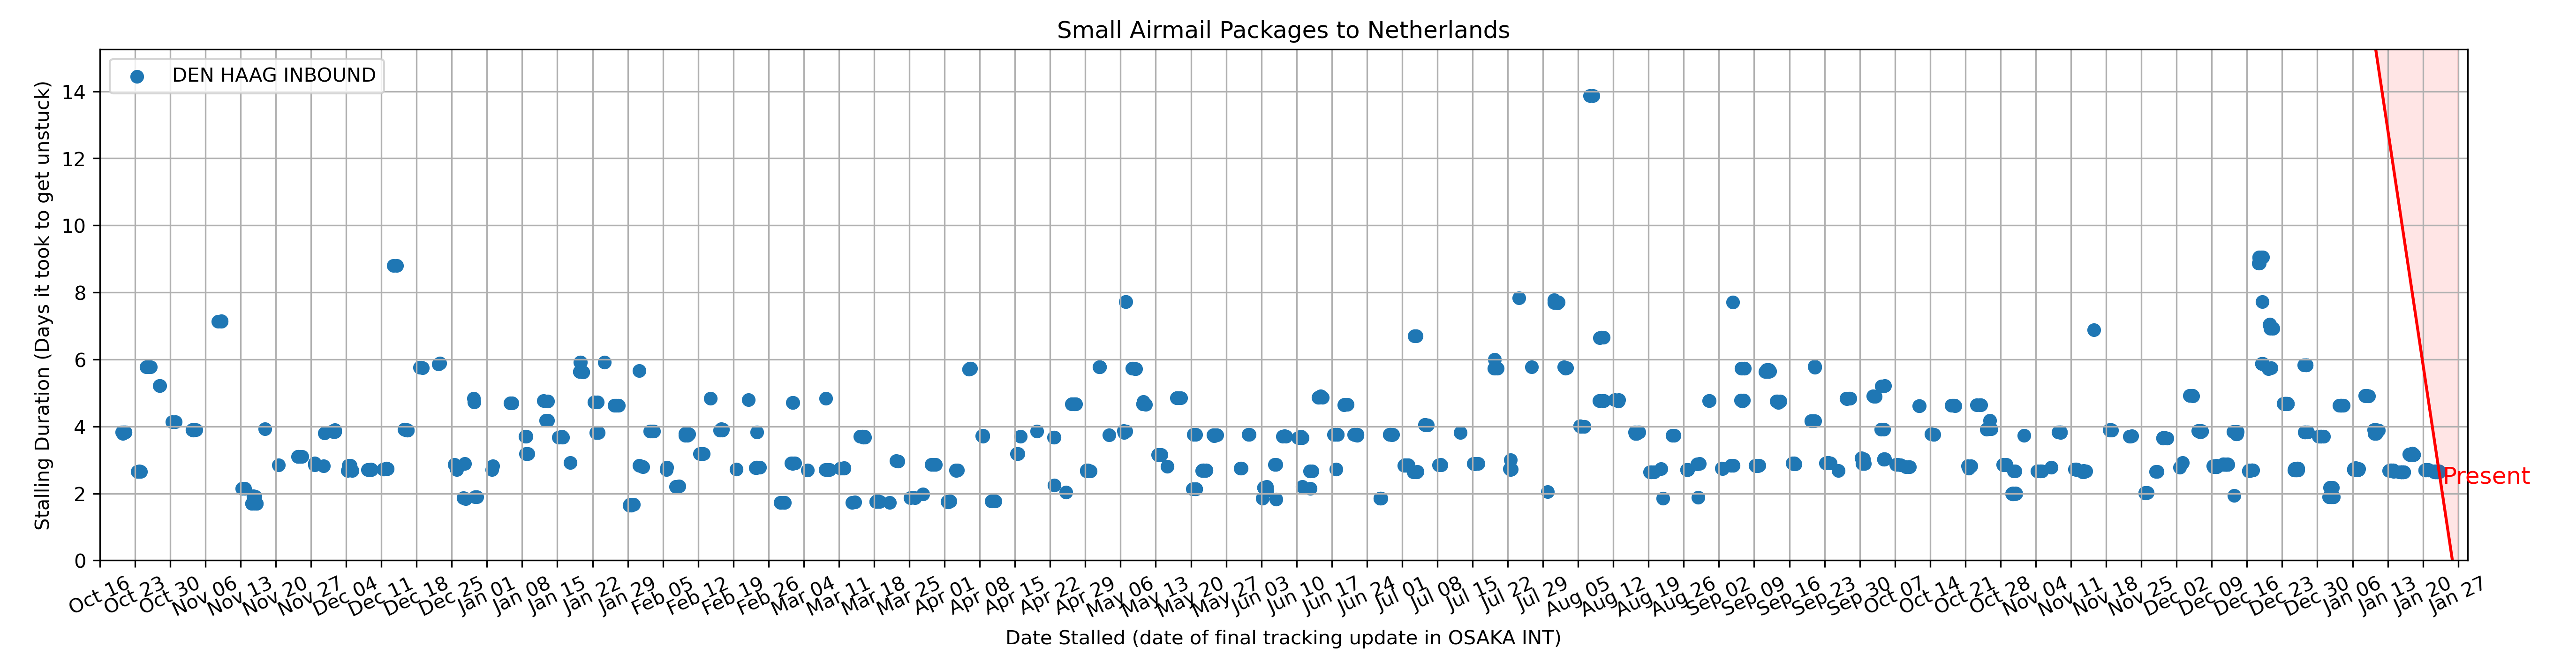 Small Airmail Packages to Netherlands
DEN HAAG INBOUND
Stalling Duration (Days it took to get unstuck)
14
12
10
8
6
4
2
0
Present
Oct 16 Oct 23 Oct 30 Nov 06 Nov 13 Nov 20 Nov 27 Dec 04 Dec 11 Dec 18 Dec 25 Jan 01 Jan 08 Jan 15 Jan 22 Jan 29 Feb 05 Feb 12 Feb 19 Feb 26 Mar 04 Mar 11 Mar 18 Mar 25 Apr 01 Apr 08 Apr 15 Apr 22 Apr 29 May 06 May 13 May 20 May 27 Jun 03 Jun 10 Jun 17 Jun 24 Jul 01 Jul 08 Jul 15 Jul 22 Jul 29 Aug 05 Aug 12 Aug 19 Aug 26 Sep 02 Sep 09 Sep 16 Sep 23 Sep 30 Oct 07 Oct 14 Oct 21 Oct 28 Nov 04 Nov 11 Nov 18 Nov 25 Dec 02 Dec 09 Dec 16 Dec 23 Dec 30 Jan 06 Jan 13 Jan 20 Jan 27
Date Stalled (date of final tracking update in OSAKA INT)